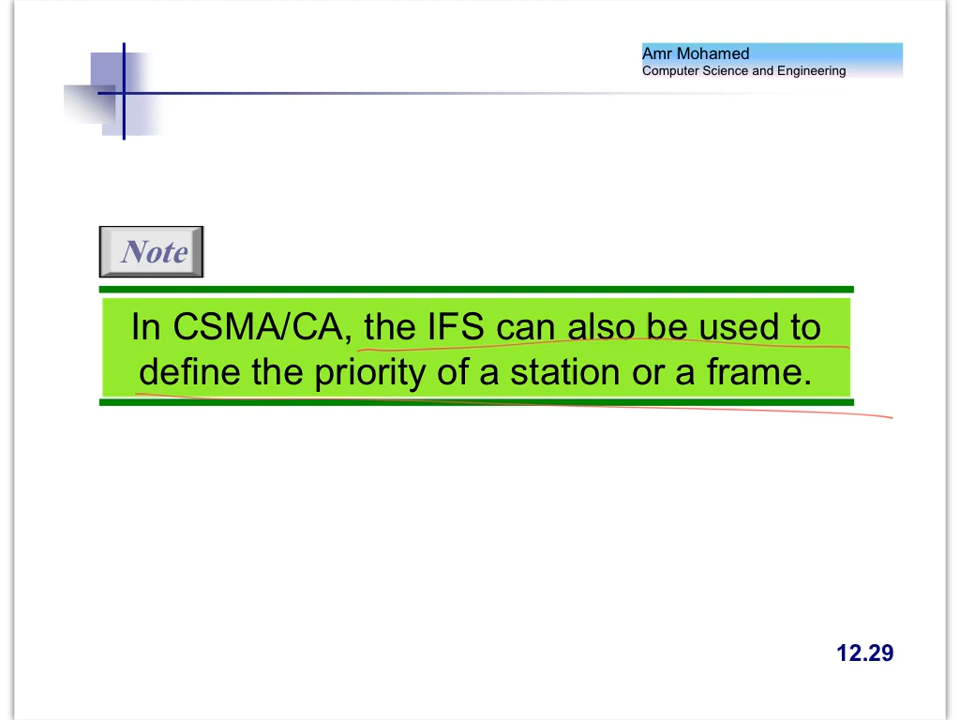 Amr Mohamed
Computer Science and Engineering
Note
In CSMA/CA, the IFS can also be used to
define the priority of a station or a frame.
12.29